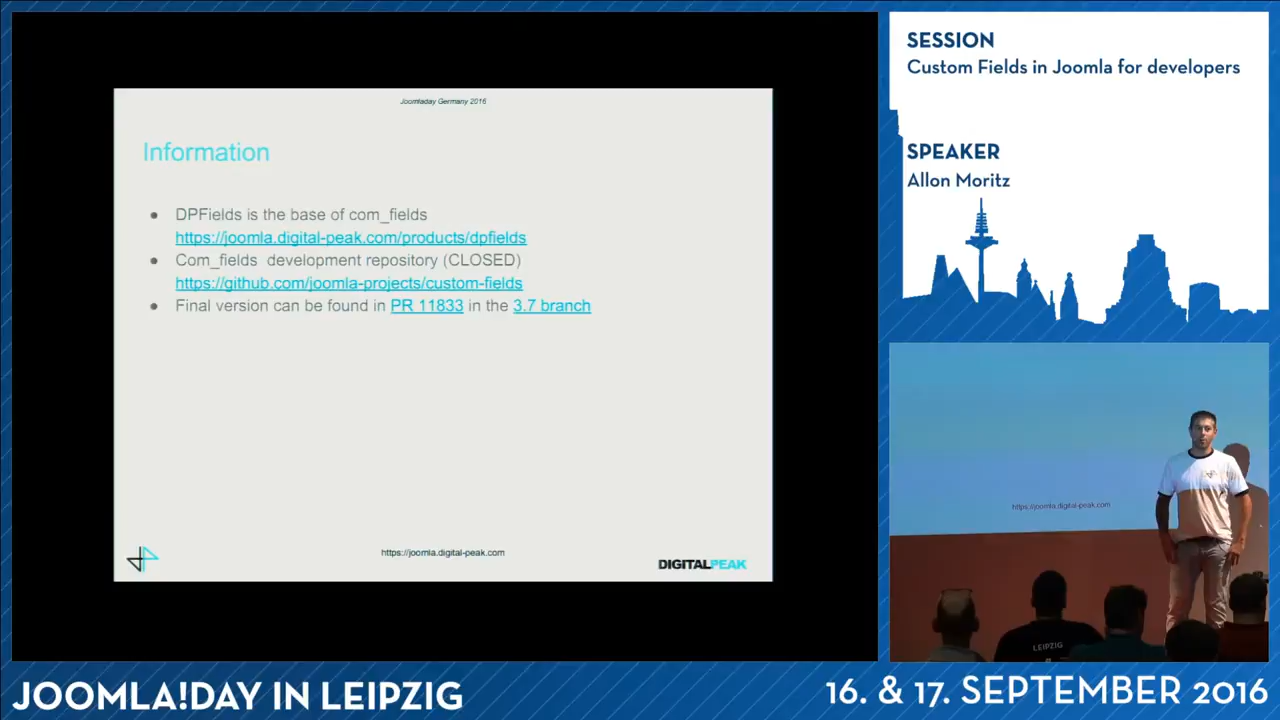 Joomladay Germany 2016
Information
● DPFields is the base of com_fields
https://joomla.digital-peak.com/products/dpfields
● Com_fields development repository (CLOSED)
https://github.com/joomla-projects/custom-fields
● Final version can be found in PR 11833 in the 3.7 branch
https://joomla.digital-peak.com
DIGITALPEAK
SESSION
Custom Fields in Joomla for developers
SPEAKER
Allon Moritz
https://joomla.digital-peak.com
LEIPZIG
JOOMLA!DAY IN LEIPZIG
16. & 17. SEPTEMBER 2016